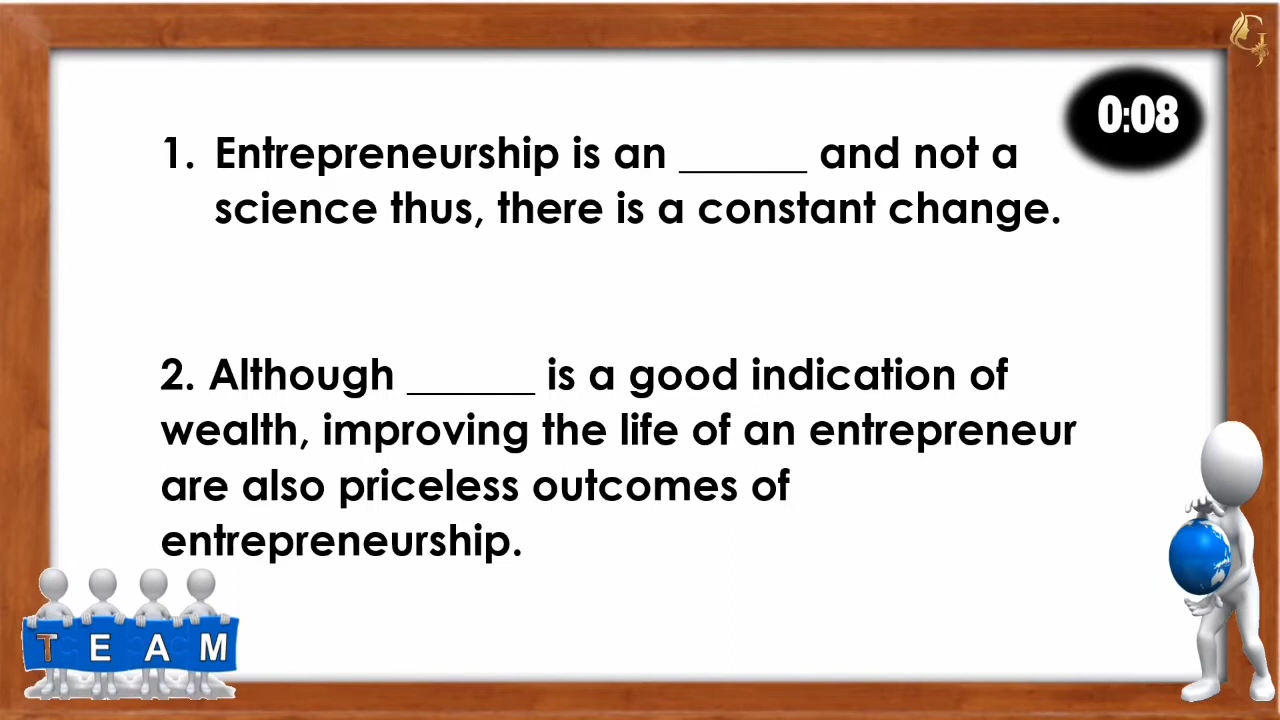 0:08
1. Entrepreneurship is an ______ and not a
science thus, there is a constant change.
2. Although ______ is a good indication of
wealth, improving the life of an entrepreneur
are also priceless outcomes of
entrepreneurship.
T E A M